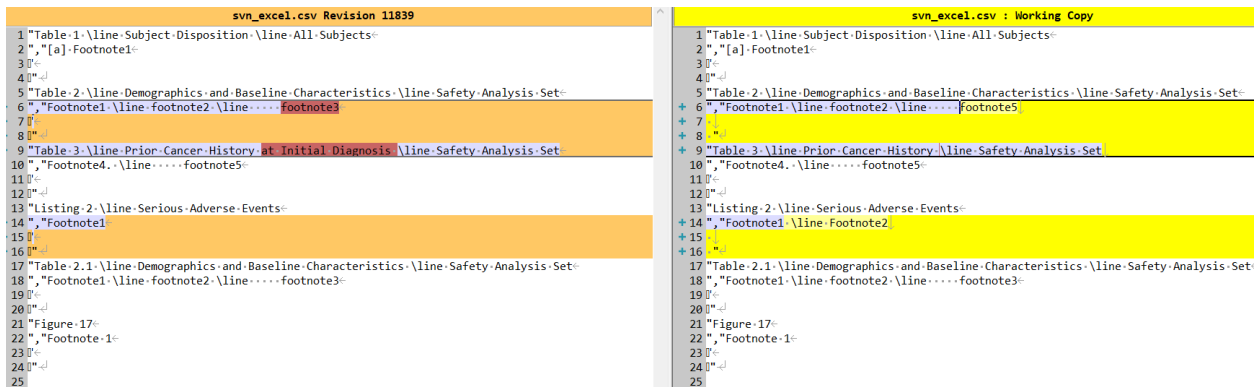 svn_excel.csv Revision 11839
1 "Table·1·\line·Subject·Disposition·\line·All·Subjects←
2 ","[a]·Footnote1←
3 ▯'←
4 ▯"↲
5 "Table·2·\line·Demographics·and·Baseline·Characteristics·\line·Safety·Analysis·Set←
6 ","Footnote1·\line·footnote2·\line·····footnote3←
7 ▯'←
8 ▯"↲
9 "Table·3·\line·Prior·Cancer·History·at·Initial·Diagnosis·\line·Safety·Analysis·Set←
10 ","Footnote4.·\line·····footnote5←
11 ▯'←
12 ▯"↲
13 "Listing·2·\line·Serious·Adverse·Events←
14 ","Footnote1←
15 ▯'←
16 ▯"↲
17 "Table·2.1·\line·Demographics·and·Baseline·Characteristics·\line·Safety·Analysis·Set←
18 ","Footnote1·\line·footnote2·\line·····footnote3←
19 ▯'←
20 ▯"↲
21 "Figure·17←
22 ","Footnote·1←
23 ▯'←
24 ▯"↲
25
svn_excel.csv : Working Copy
1 "Table·1·\line·Subject·Disposition·\line·All·Subjects←
2 ","[a]·Footnote1←
3 ▯'←
4 ▯"↲
5 "Table·2·\line·Demographics·and·Baseline·Characteristics·\line·Safety·Analysis·Set←
+ 6 ","Footnote1·\line·footnote2·\line·····footnote5↓
+ 7 ·↓
+ 8 ·"↲
+ 9 "Table·3·\line·Prior·Cancer·History·\line·Safety·Analysis·Set↓
10 ","Footnote4.·\line·····footnote5←
11 ▯'←
12 ▯"↲
13 "Listing·2·\line·Serious·Adverse·Events←
+ 14 ","Footnote1·\line·Footnote2↓
+ 15 ·↓
+ 16 ·"↲
17 "Table·2.1·\line·Demographics·and·Baseline·Characteristics·\line·Safety·Analysis·Set←
18 ","Footnote1·\line·footnote2·\line·····footnote3←
19 ▯'←
20 ▯"↲
21 "Figure·17←
22 ","Footnote·1←
23 ▯'←
24 ▯"↲
25